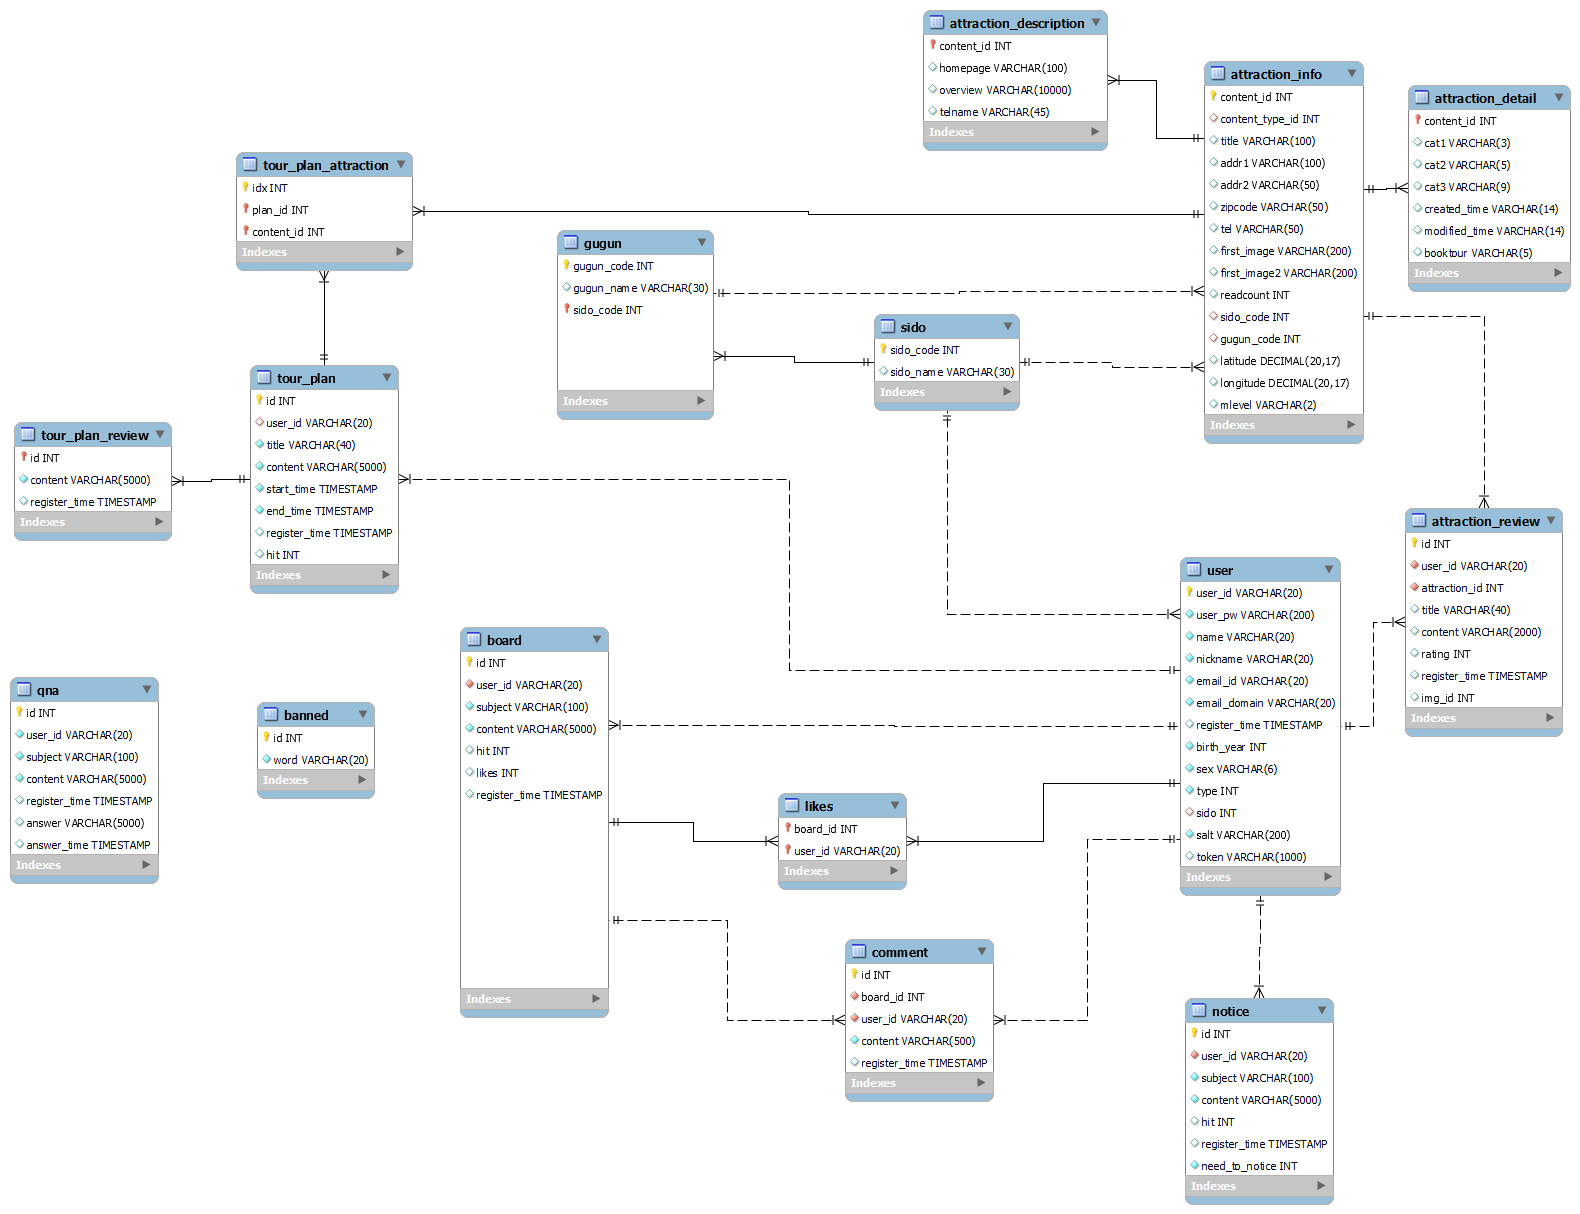 attraction_description
content_id INT
homepage VARCHAR(100)
overview VARCHAR(10000)
telname VARCHAR(45)
Indexes
attraction_info
content_id INT
content_type_id INT
title VARCHAR(100)
addr1 VARCHAR(100)
addr2 VARCHAR(50)
zipcode VARCHAR(50)
tel VARCHAR(50)
first_image VARCHAR(200)
first_image2 VARCHAR(200)
readcount INT
sido_code INT
gugun_code INT
latitude DECIMAL(20,17)
longitude DECIMAL(20,17)
mlevel VARCHAR(2)
Indexes
attraction_detail
content_id INT
cat1 VARCHAR(3)
cat2 VARCHAR(5)
cat3 VARCHAR(9)
created_time VARCHAR(14)
modified_time VARCHAR(14)
booktour VARCHAR(5)
Indexes
tour_plan_attraction
idx INT
plan_id INT
content_id INT
Indexes
gugun
gugun_code INT
gugun_name VARCHAR(30)
sido_code INT
Indexes
sido
sido_code INT
sido_name VARCHAR(30)
Indexes
tour_plan
id INT
user_id VARCHAR(20)
title VARCHAR(40)
content VARCHAR(5000)
start_time TIMESTAMP
end_time TIMESTAMP
register_time TIMESTAMP
hit INT
Indexes
tour_plan_review
id INT
content VARCHAR(5000)
register_time TIMESTAMP
Indexes
attraction_review
id INT
user_id VARCHAR(20)
attraction_id INT
title VARCHAR(40)
content VARCHAR(2000)
rating INT
register_time TIMESTAMP
img_id INT
Indexes
user
user_id VARCHAR(20)
user_pw VARCHAR(200)
name VARCHAR(20)
nickname VARCHAR(20)
email_id VARCHAR(20)
email_domain VARCHAR(20)
register_time TIMESTAMP
birth_year INT
sex VARCHAR(6)
type INT
sido INT
salt VARCHAR(200)
token VARCHAR(1000)
Indexes
board
id INT
user_id VARCHAR(20)
subject VARCHAR(100)
content VARCHAR(5000)
hit INT
likes INT
register_time TIMESTAMP
Indexes
qna
id INT
user_id VARCHAR(20)
subject VARCHAR(100)
content VARCHAR(5000)
register_time TIMESTAMP
answer VARCHAR(5000)
answer_time TIMESTAMP
Indexes
banned
id INT
word VARCHAR(20)
Indexes
likes
board_id INT
user_id VARCHAR(20)
Indexes
comment
id INT
board_id INT
user_id VARCHAR(20)
content VARCHAR(500)
register_time TIMESTAMP
Indexes
notice
id INT
user_id VARCHAR(20)
subject VARCHAR(100)
content VARCHAR(5000)
hit INT
register_time TIMESTAMP
need_to_notice INT
Indexes